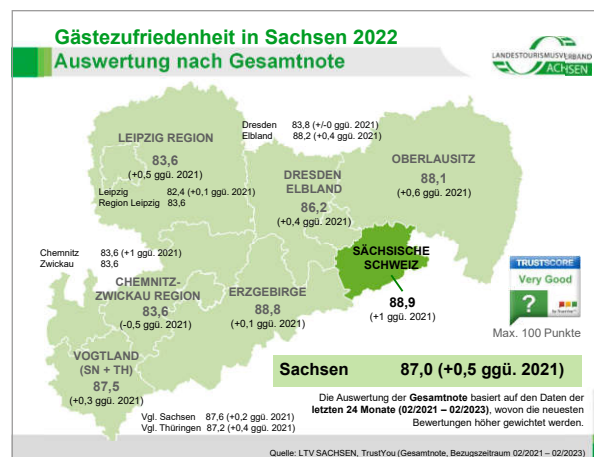 Gästezufriedenheit in Sachsen 2022
Auswertung nach Gesamtnote
LANDESTOURISMUSVERBAND
SACHSEN
Dresden 83,8 (+/-0 ggü. 2021)
Elbland 88,2 (+0,4 ggü. 2021)
LEIPZIG REGION
83,6
(+0,5 ggü. 2021)
Leipzig 82,4 (+0,1 ggü. 2021)
Region Leipzig 83,6
DRESDEN
ELBLAND
86,2
(+0,4 ggü. 2021)
OBERLAUSITZ
88,1
(+0,6 ggü. 2021)
Chemnitz 83,6 (+1 ggü. 2021)
Zwickau 83,6
SÄCHSISCHE
SCHWEIZ
88,9
(+1 ggü. 2021)
CHEMNITZ-
ZWICKAU REGION
83,6
(-0,5 ggü. 2021)
ERZGEBIRGE
88,8
(+0,1 ggü. 2021)
TRUSTSCORE
Very Good
?
by TrustYou
Max. 100 Punkte
VOGTLAND
(SN + TH)
87,5
(+0,3 ggü. 2021)
Sachsen 87,0 (+0,5 ggü. 2021)
Vgl. Sachsen 87,6 (+0,2 ggü. 2021)
Vgl. Thüringen 87,2 (+0,4 ggü. 2021)
Die Auswertung der Gesamtnote basiert auf den Daten der
letzten 24 Monate (02/2021 – 02/2023), wovon die neuesten
Bewertungen höher gewichtet werden.
Quelle: LTV SACHSEN, TrustYou (Gesamtnote, Bezugszeitraum 02/2021 – 02/2023)